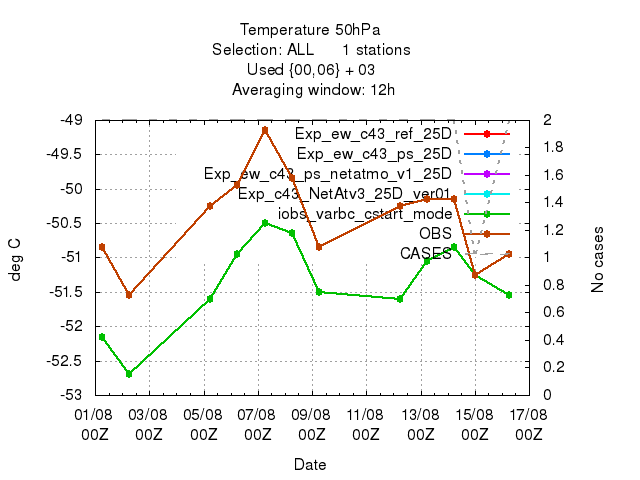 Temperature 50hPa
Selection: ALL 1 stations
Used {00,06} + 03
Averaging window: 12h
-49 2
Exp_ew_c43_ref_25D
-49.5 1.8
Exp_ew_c43_ps_25D
Exp_ew_c43_ps_netatmo_v1_25D
-50 1.6
Exp_c43_NetAtv3_25D_ver01
1.4
iobs_varbc_cstart_mode
-50.5 1.2
OBS
CASES
-51 1
-51.5 0.8
0.6
-52 0.4
-52.5 0.2
-53 0
deg C
No cases
01/08 03/08 05/08 07/08 09/08 11/08 13/08 15/08 17/08
00Z 00Z 00Z 00Z 00Z 00Z 00Z 00Z 00Z
Date